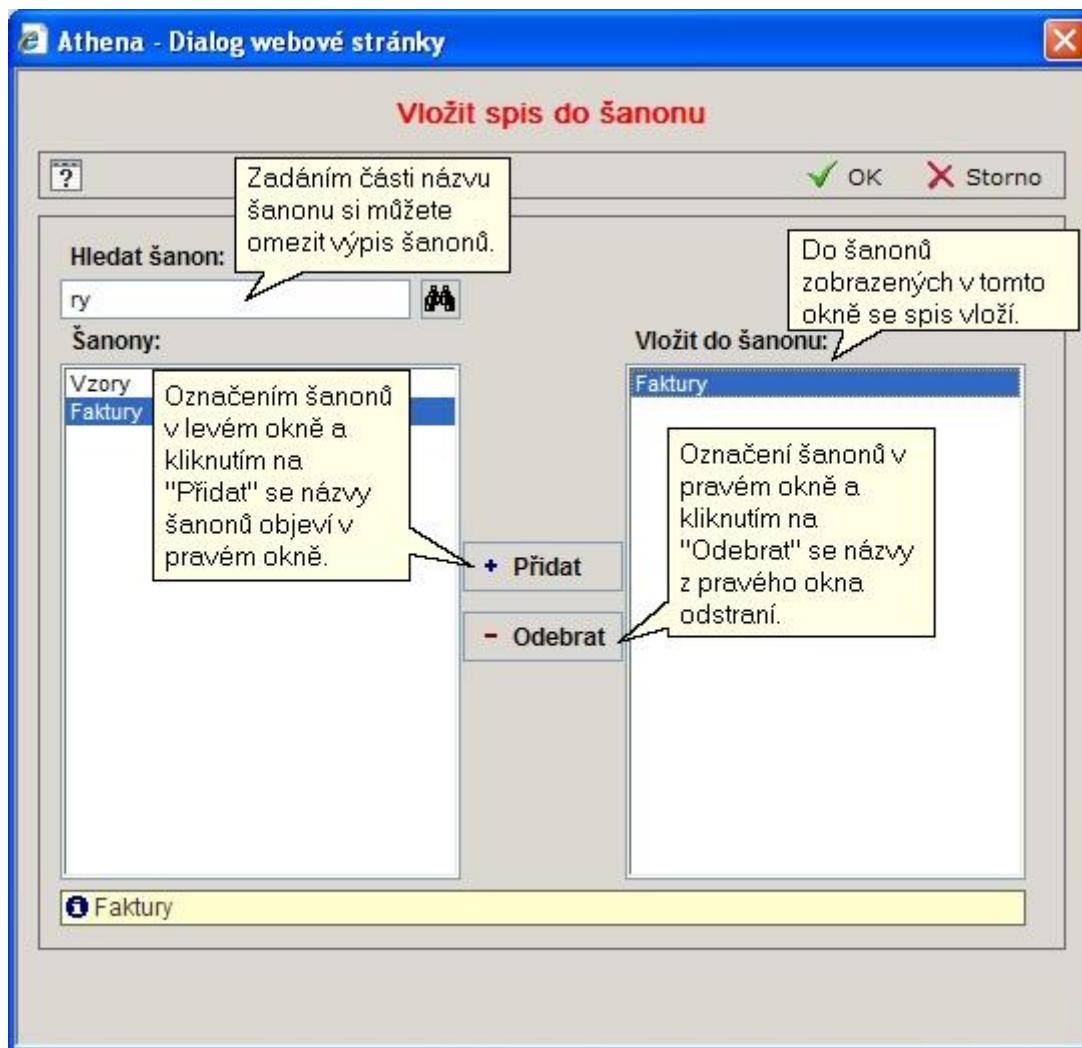 Athena - Dialog webové stránky
Vložit spis do šanonu
?
OK
Storno
Zadáním části názvu
šanonu si můžete
omezit výpis šanonů.
Hledat šanon:
ry
Do šanonů
zobrazených v tomto
okně se spis vloží.
Šanony:
Vložit do šanonu:
Vzory
Faktury
Faktury
Označením šanonů
v levém okně a
kliknutím na
"Přidat" se názvy
šanonů objeví v
pravém okně.
Označení šanonů v
pravém okně a
kliknutím na
"Odebrat" se názvy
z pravého okna
odstraní.
+ Přidat
- Odebrat
Faktury